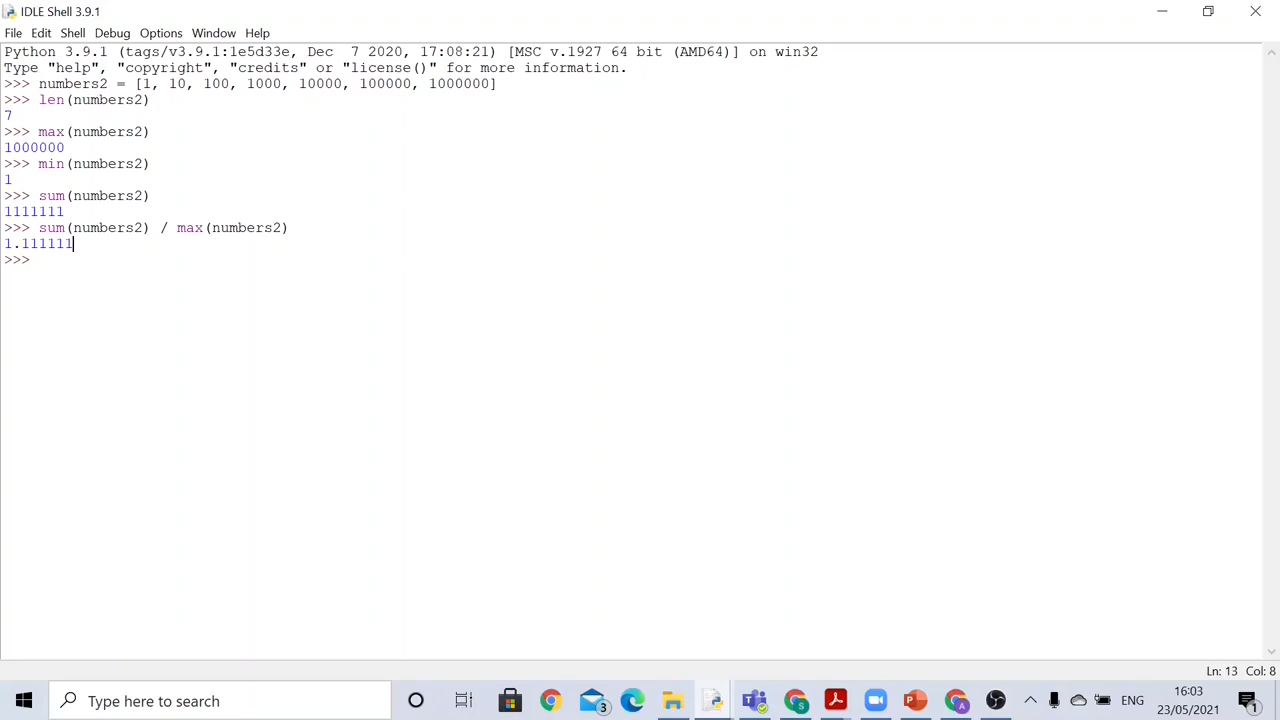 IDLE Shell 3.9.1
File Edit Shell Debug Options Window Help
Python 3.9.1 (tags/v3.9.1:1e5d33e, Dec  7 2020, 17:08:21) [MSC v.1927 64 bit (AMD64)] on win32
Type "help", "copyright", "credits" or "license()" for more information.
>>> numbers2 = [1, 10, 100, 1000, 10000, 100000, 1000000]
>>> len(numbers2)
7
>>> max(numbers2)
1000000
>>> min(numbers2)
1
>>> sum(numbers2)
1111111
>>> sum(numbers2) / max(numbers2)
1.111111
>>>
Ln: 13 Col: 8
Type here to search
3
S
A
ENG
16:03
23/05/2021
1